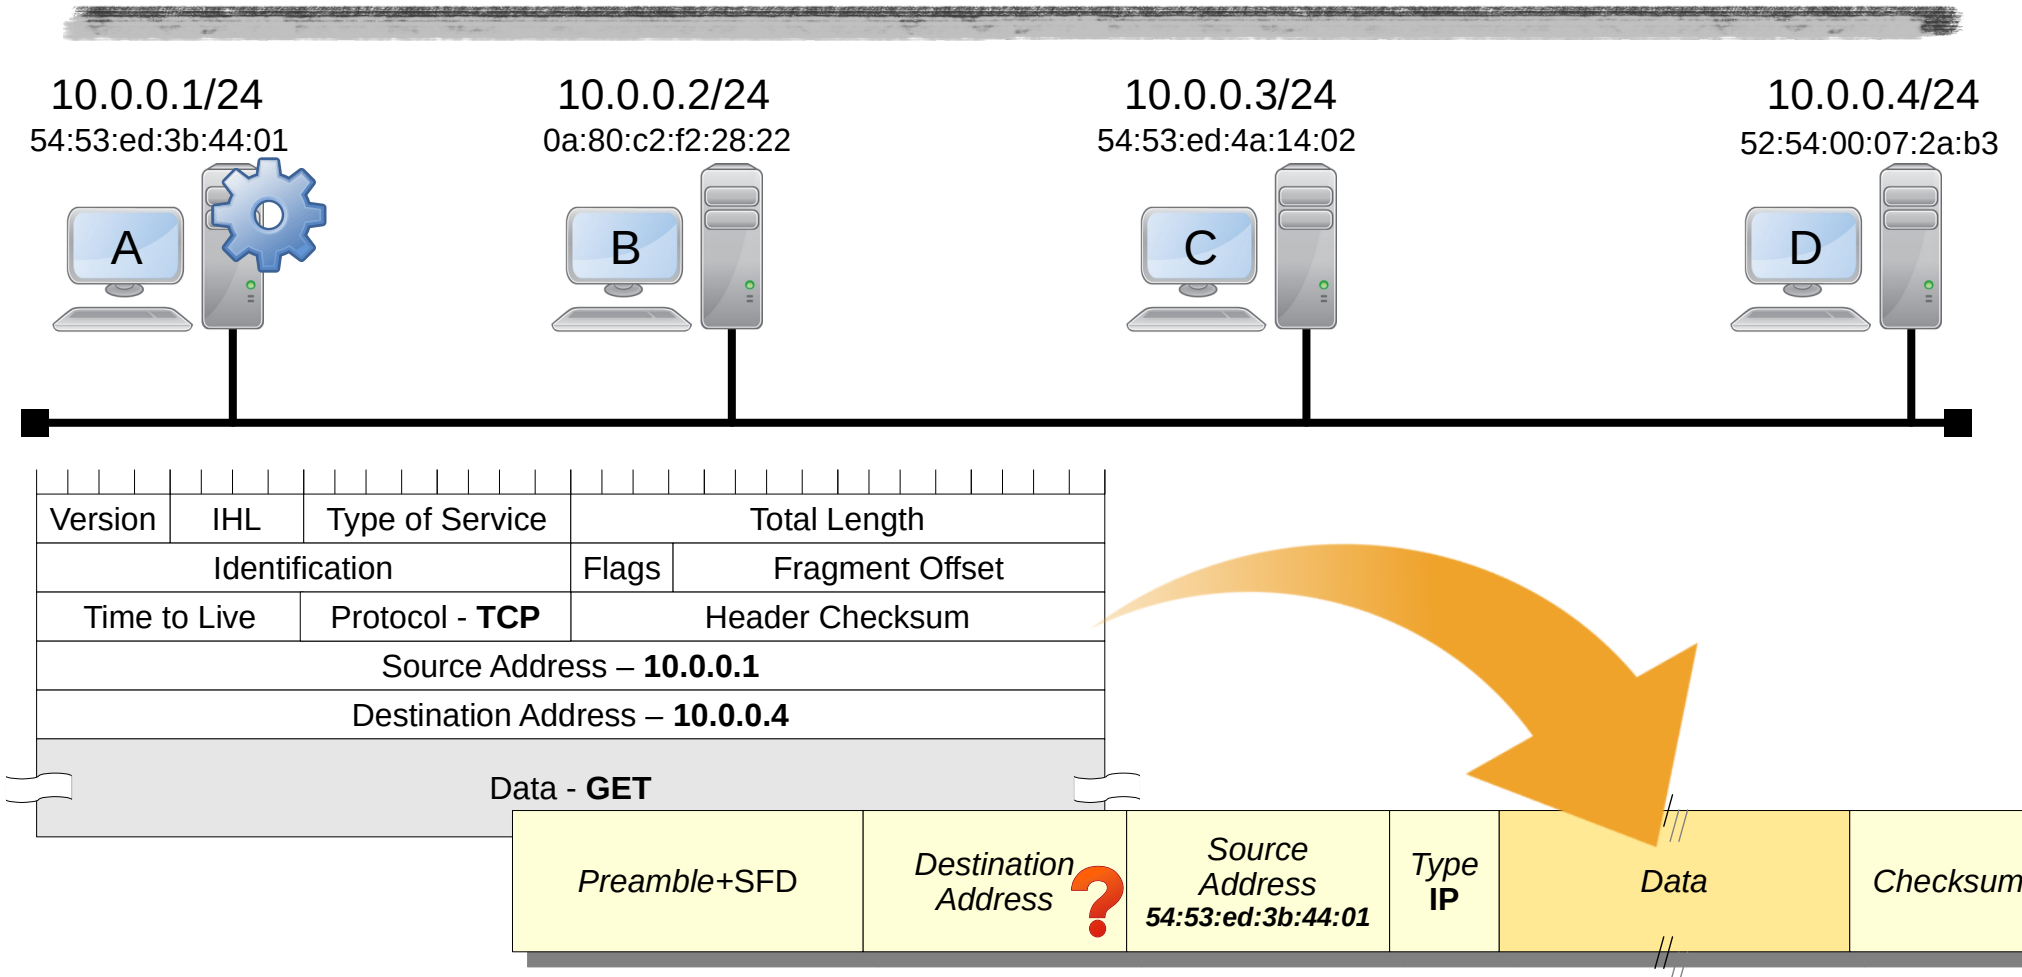 10.0.0.1/24
54:53:ed:3b:44:01
10.0.0.2/24
0a:80:c2:f2:28:22
10.0.0.3/24
54:53:ed:4a:14:02
10.0.0.4/24
52:54:00:07:2a:b3
A
B
C
D
Version IHL Type of Service Total Length
Identification Flags Fragment Offset
Time to Live Protocol - TCP Header Checksum
Source Address – 10.0.0.1
Destination Address – 10.0.0.4
Data - GET
Preamble+SFD
Destination
Address
?
Source
Address
54:53:ed:3b:44:01
Type
IP
Data
Checksum